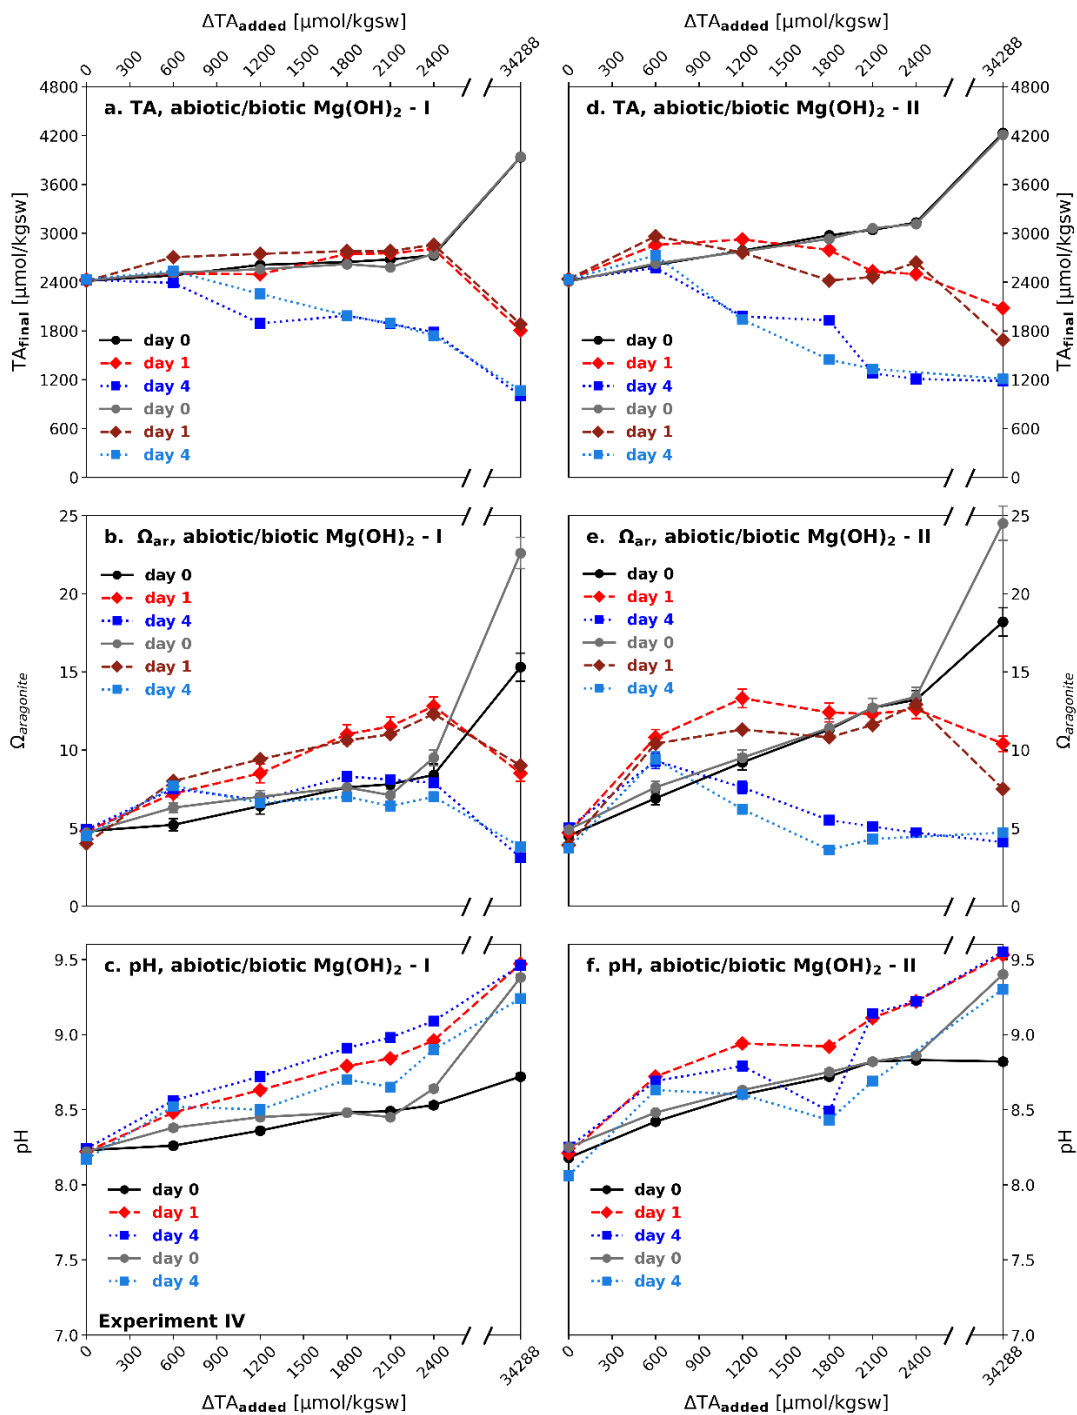 ΔTAadded [μmol/kgsw]
ΔTAadded [μmol/kgsw]
0 300 600 900 1200 1500 1800 2100 2400 34288
0 300 600 900 1200 1500 1800 2100 2400 34288
a. TA, abiotic/biotic Mg(OH)2 - I
4800
4200
3600
3000
2400
1800
1200
600
0
TAfinal [μmol/kgsw]
day 0
day 1
day 4
day 0
day 1
day 4
d. TA, abiotic/biotic Mg(OH)2 - II
day 0
day 1
day 4
day 0
day 1
day 4
4800
4200
3600
3000
2400
1800
1200
600
0
TAfinal [μmol/kgsw]
b. Ωar, abiotic/biotic Mg(OH)2 - I
25
20
15
10
5
0
Ωaragonite
day 0
day 1
day 4
day 0
day 1
day 4
e. Ωar, abiotic/biotic Mg(OH)2 - II
day 0
day 1
day 4
day 0
day 1
day 4
25
20
15
10
5
0
Ωaragonite
c. pH, abiotic/biotic Mg(OH)2 - I
9.5
9.0
8.5
8.0
7.5
7.0
pH
day 0
day 1
day 4
day 0
day 4
Experiment IV
f. pH, abiotic/biotic Mg(OH)2 - II
day 0
day 1
day 4
day 0
day 4
9.5
9.0
8.5
8.0
7.5
7.0
pH
0 300 600 900 1200 1500 1800 2100 2400 34288
0 300 600 900 1200 1500 1800 2100 2400 34288
ΔTAadded [μmol/kgsw]
ΔTAadded [μmol/kgsw]